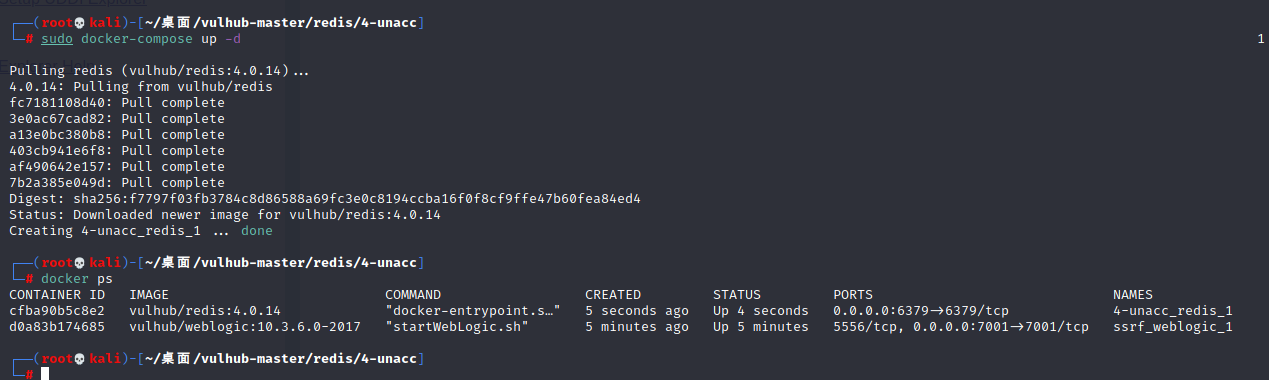 ┌──(root💀kali)-[~/桌面/vulhub-master/redis/4-unacc]
└─# sudo docker-compose up -d 1
Pulling redis (vulhub/redis:4.0.14)...
4.0.14: Pulling from vulhub/redis
fc7181108d40: Pull complete
3e0ac67cad82: Pull complete
a13e0bc380b8: Pull complete
403cb941e6f8: Pull complete
af490642e157: Pull complete
7b2a385e049d: Pull complete
Digest: sha256:f7797f03fb3784c8d86588a69fc3e0c8194ccba16f0f8cf9ffe47b60fea84ed4
Status: Downloaded newer image for vulhub/redis:4.0.14
Creating 4-unacc_redis_1 ... done
┌──(root💀kali)-[~/桌面/vulhub-master/redis/4-unacc]
└─# docker ps
CONTAINER ID IMAGE COMMAND CREATED STATUS PORTS NAMES
cfba90b5c8e2 vulhub/redis:4.0.14 "docker-entrypoint.s…" 5 seconds ago Up 4 seconds 0.0.0.0:6379→6379/tcp 4-unacc_redis_1
d0a83b174685 vulhub/weblogic:10.3.6.0-2017 "startWebLogic.sh" 5 minutes ago Up 5 minutes 5556/tcp, 0.0.0.0:7001→7001/tcp ssrf_weblogic_1
┌──(root💀kali)-[~/桌面/vulhub-master/redis/4-unacc]
└─#